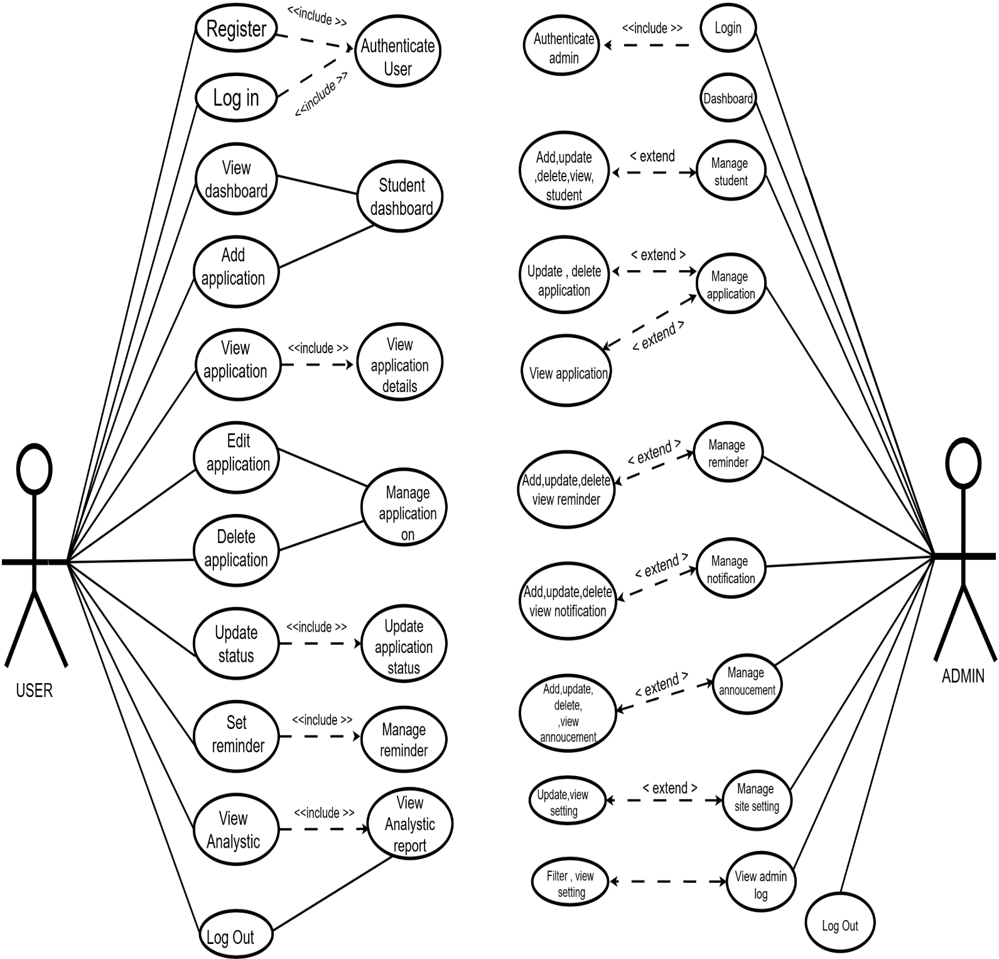 Register
<<include >>
Authenticate
User
Log in
<<include >>
View
dashboard
Student
dashboard
Add
application
View
application
<<include >>
View
application
details
Edit
application
Manage
application
on
Delete
application
Update
status
<<include >>
Update
application
status
Set
reminder
<<include >>
Manage
reminder
View
Analystic
<<include >>
View
Analystic
report
Log Out
USER
Authenticate
admin
<<include >>
Login
Dashboard
Add,update
,delete,view,
student
< extend
Manage
student
Update , delete
application
< extend >
Manage
application
View application
< extend >
Add,update,delete
view reminder
< extend >
Manage
reminder
Add,update,delete
view notification
< extend >
Manage
notification
Add,update,
delete,
,view
annoucement
< extend >
Manage
annoucement
Update,view
setting
< extend >
Manage
site setting
Filter , view
setting
View admin
log
Log Out
ADMIN